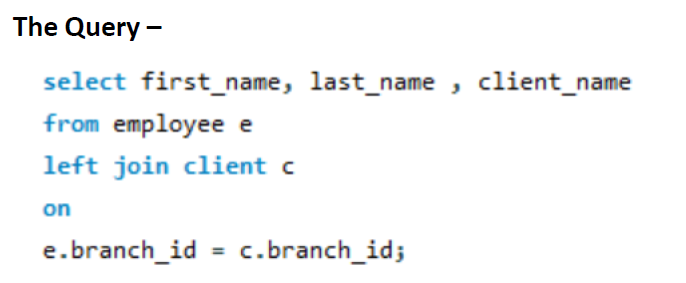 The Query –
select first_name, last_name , client_name
from employee e
left join client c
on
e.branch_id = c.branch_id;